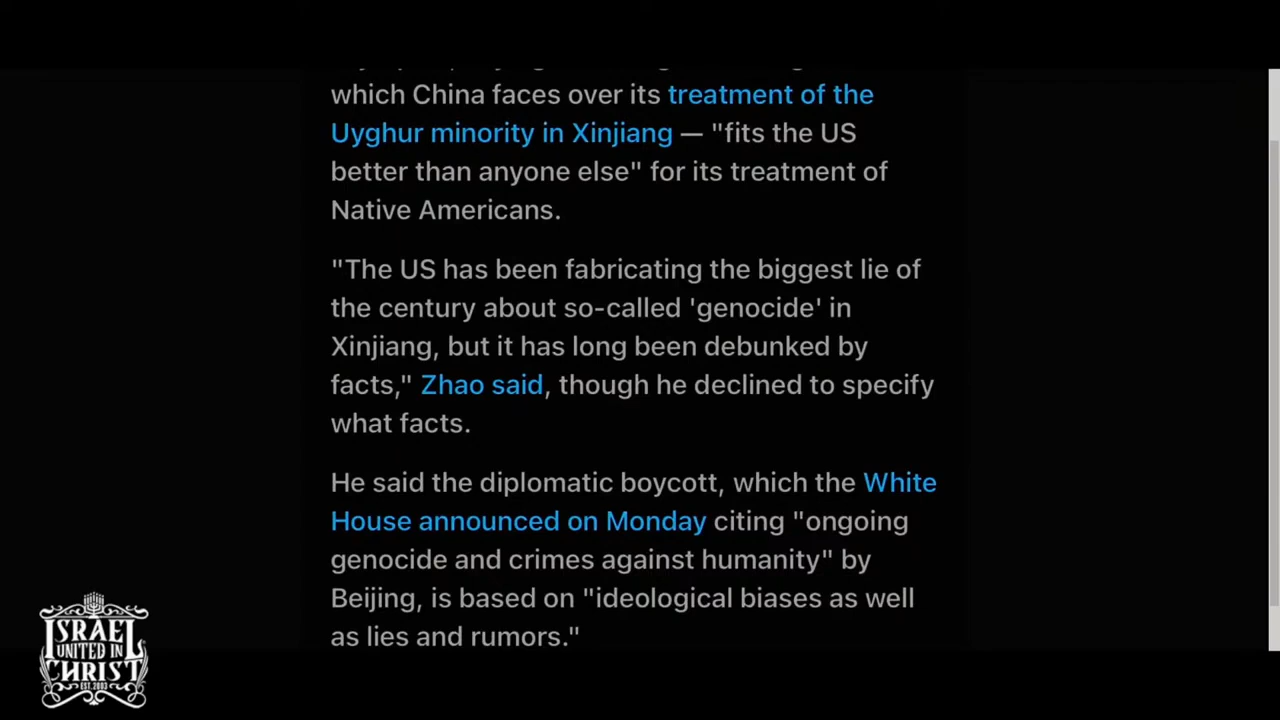 which China faces over its treatment of the
Uyghur minority in Xinjiang — "fits the US
better than anyone else" for its treatment of
Native Americans.
"The US has been fabricating the biggest lie of
the century about so-called 'genocide' in
Xinjiang, but it has long been debunked by
facts," Zhao said, though he declined to specify
what facts.
He said the diplomatic boycott, which the White
House announced on Monday citing "ongoing
genocide and crimes against humanity" by
Beijing, is based on "ideological biases as well
as lies and rumors."
ISRAEL
UNITED IN
CHRIST
EST. 2003